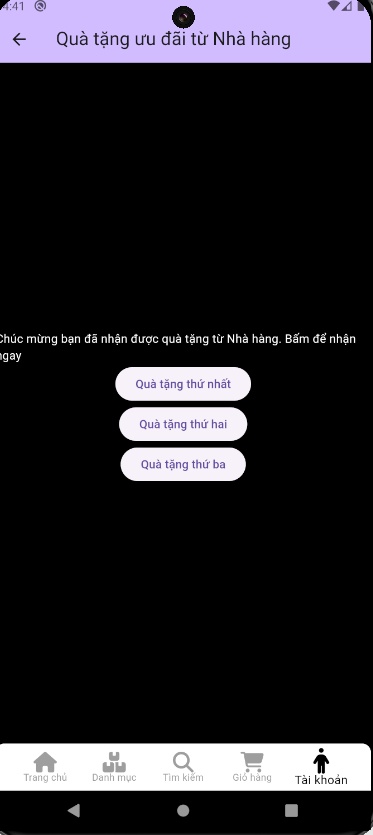 4:41
Quà tặng ưu đãi từ Nhà hàng
Chúc mừng bạn đã nhận được quà tặng từ Nhà hàng. Bấm để nhận
ngay
Quà tặng thứ nhất
Quà tặng thứ hai
Quà tặng thứ ba
Trang chủ
Danh mục
Tìm kiếm
Giỏ hàng
Tài khoản